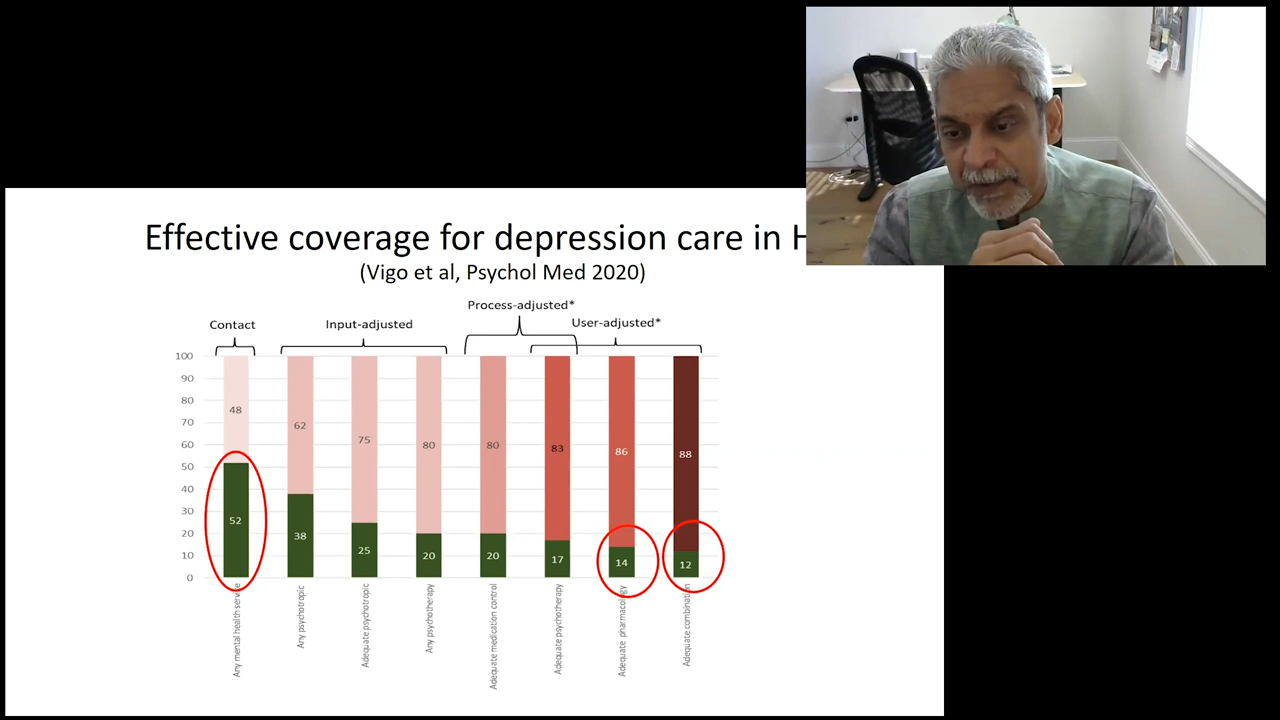 Effective coverage for depression care in H
(Vigo et al, Psychol Med 2020)
Process-adjusted*
Contact
Input-adjusted
User-adjusted*
100
90
80
70
60
50
40
30
20
10
0
48
62
75
80
80
83
86
88
52
38
25
20
20
17
14
12
Any mental health service
Any psychotropic
Adequate psychotropic
Any psychotherapy
Adequate medication control
Adequate psychotherapy
Adequate pharmacology
Adequate combination